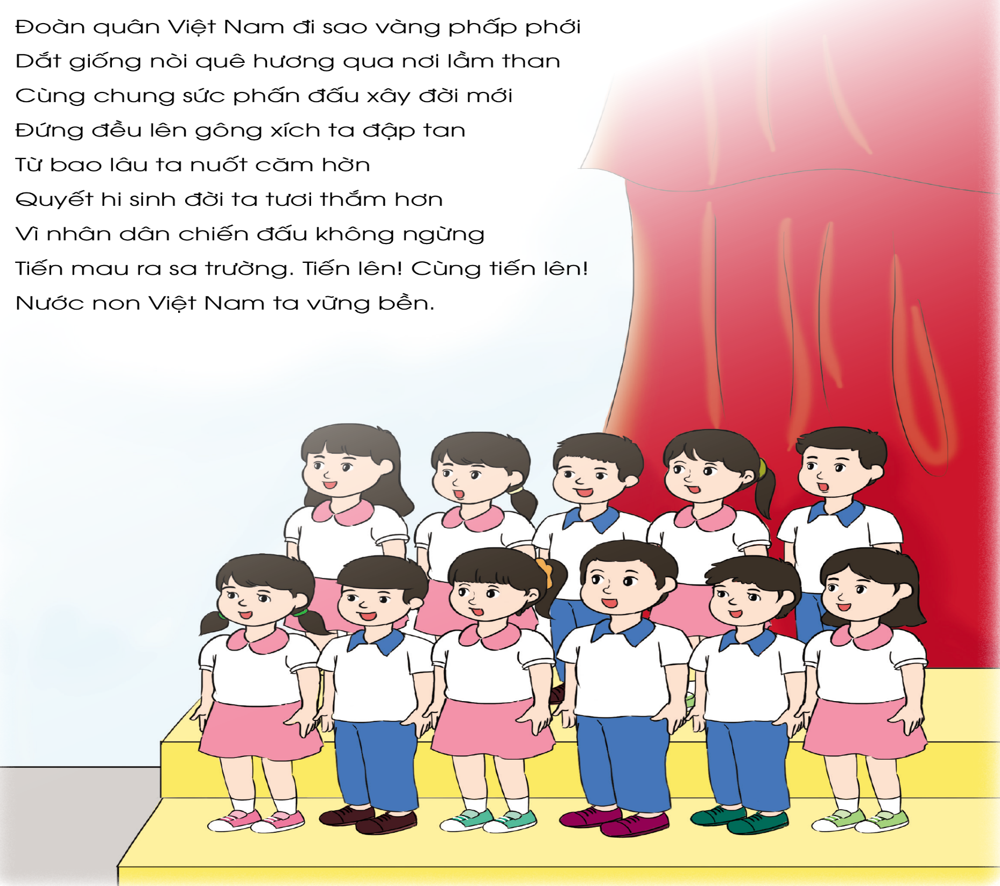 Đoàn quân Việt Nam đi sao vàng phấp phới
Dắt giống nòi quê hương qua nơi lầm than
Cùng chung sức phấn đấu xây đời mới
Đứng đều lên gông xích ta đập tan
Từ bao lâu ta nuốt căm hờn
Quyết hi sinh đời ta tươi thắm hơn
Vì nhân dân chiến đấu không ngừng
Tiến mau ra sa trường. Tiến lên! Cùng tiến lên!
Nước non Việt Nam ta vững bền.